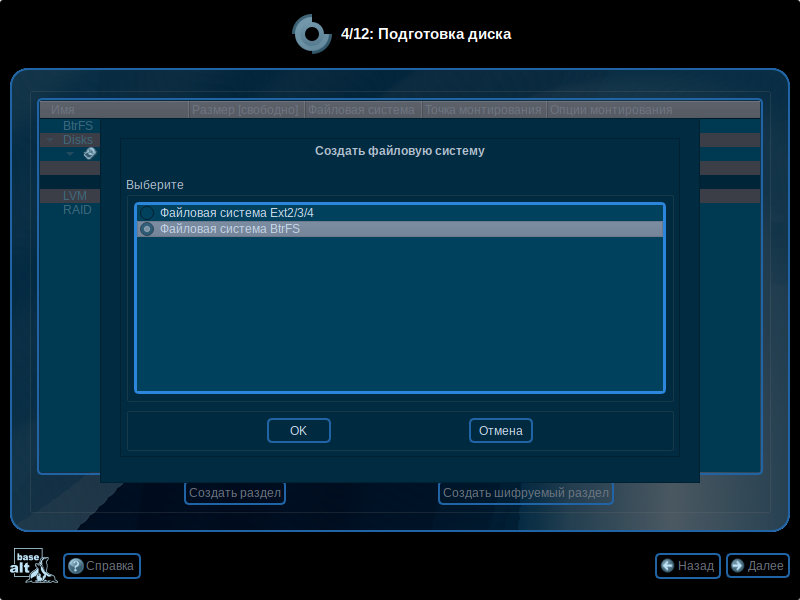 4/12: Подготовка диска
Имя Размер [свободно] Файловая система Точка монтирования Опции монтирования
BtrFS
Disks
LVM
RAID
Создать файловую систему
Выберите
Файловая система Ext2/3/4
Файловая система BtrFS
OK Отмена
Создать раздел Создать шифруемый раздел
base
alt
Справка Назад Далее